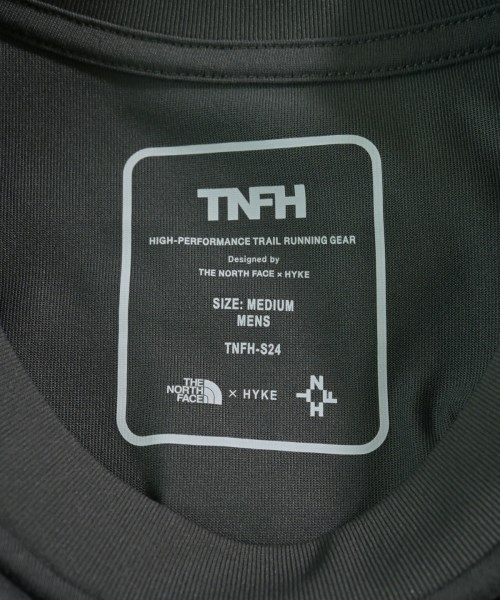 TNFH
HIGH-PERFORMANCE TRAIL RUNNING GEAR
Designed by
THE NORTH FACE × HYKE
SIZE: MEDIUM
MENS
TNFH-S24
THE
NORTH
FACE
× HYKE
N
F
H